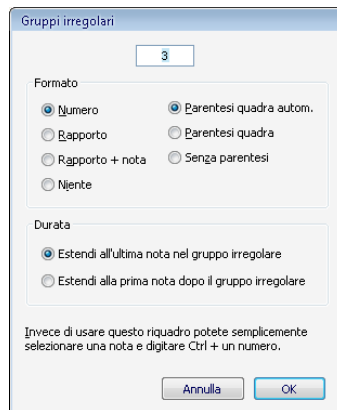 Gruppi irregolari
3
Formato
Numero
Parentesi quadra autom.
Rapporto
Parentesi quadra
Rapporto + nota
Senza parentesi
Niente
Durata
Estendi all'ultima nota nel gruppo irregolare
Estendi alla prima nota dopo il gruppo irregolare
Invece di usare questo riquadro potete semplicemente
selezionare una nota e digitare Ctrl + un numero.
Annulla
OK